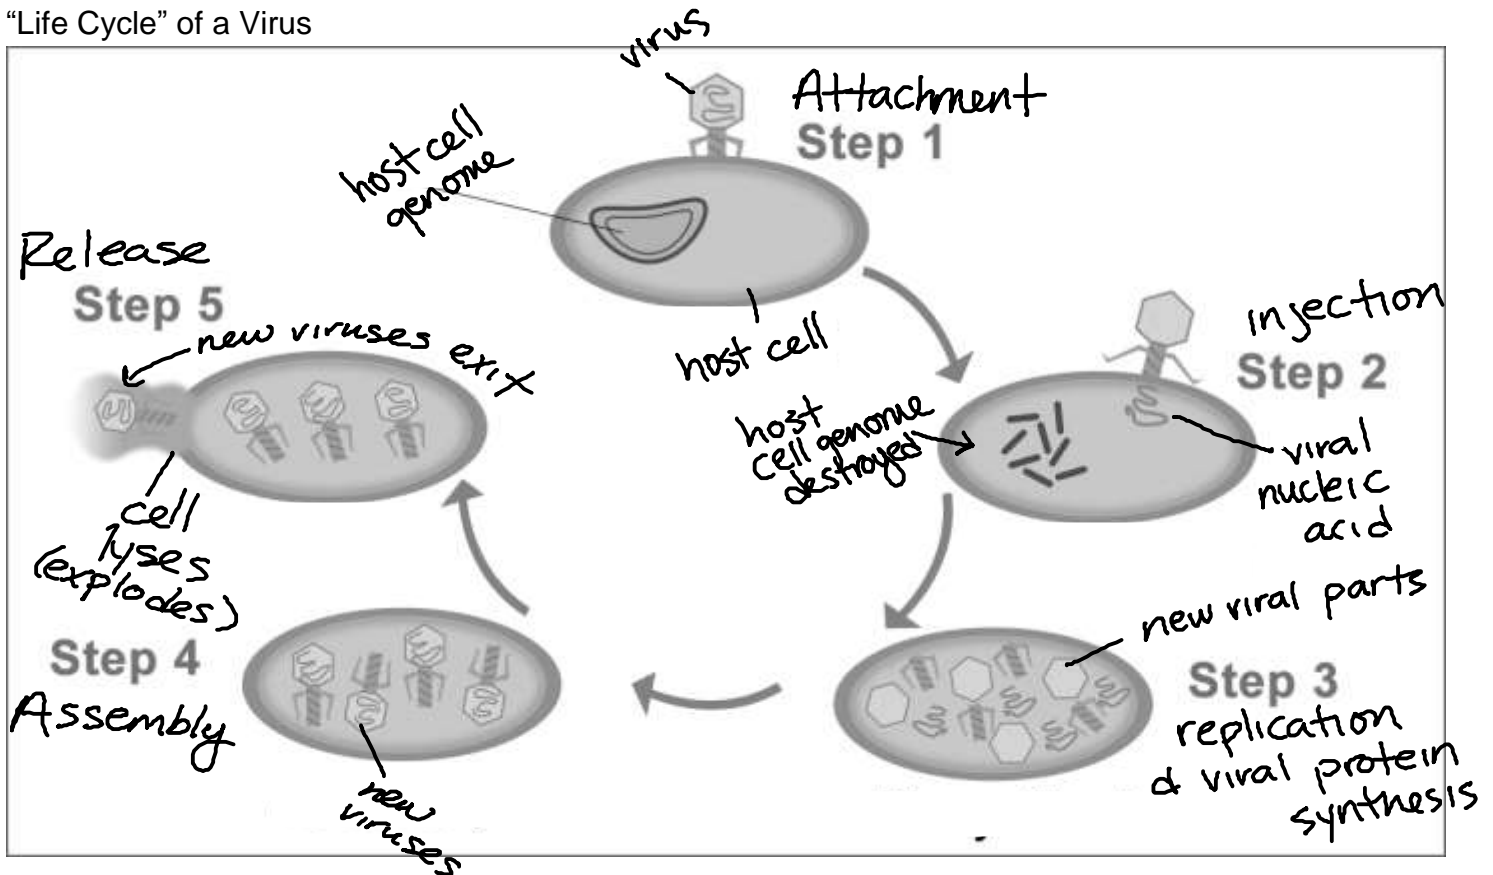 “Life Cycle” of a Virus
virus
Attachment
Step 1
host cell
genome
host cell
injection
Step 2
host
cell genome
destroyed
viral
nucleic
acid
new viral parts
Step 3
replication
& viral protein
synthesis
Step 4
Assembly
new
viruses
Release
Step 5
new viruses exit
cell
lyses
(explodes)